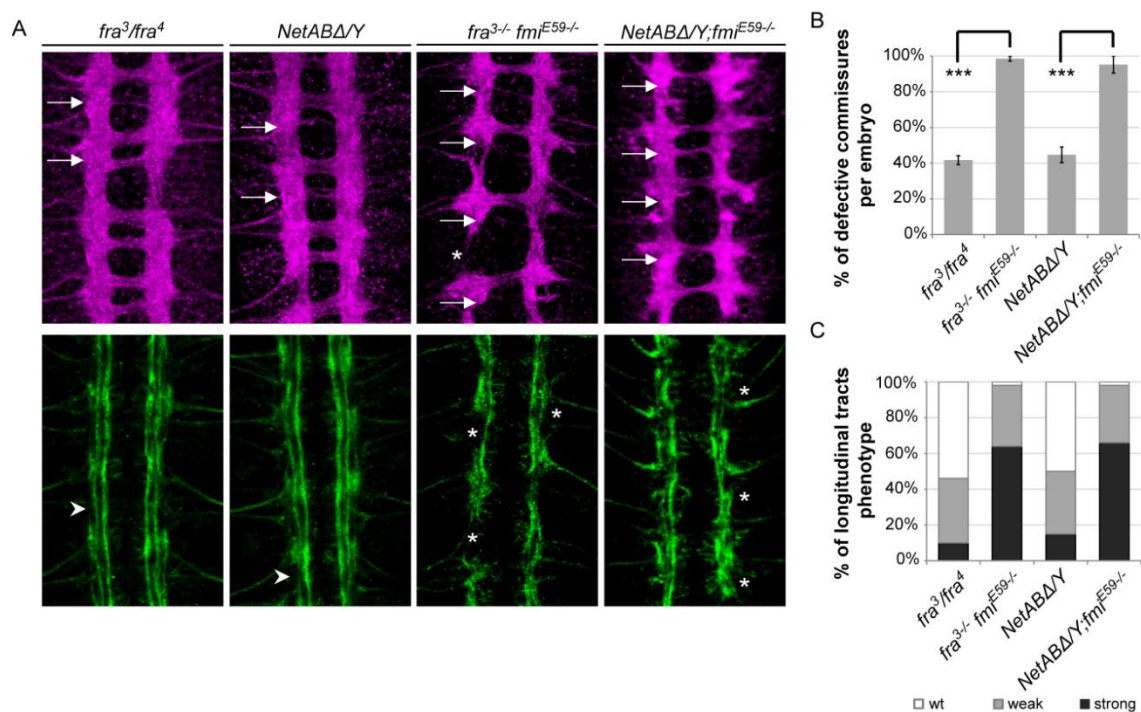 A
fra³/fra⁴
NetABΔ/Y
fra³⁻/⁻ fmiᴱ⁵⁹⁻/⁻
NetABΔ/Y;fmiᴱ⁵⁹⁻/⁻
*
*
*
*
*
*
*
B
% of defective commissures
per embryo
100%
80%
60%
40%
20%
0%
***
***
fra³/fra⁴
fra³⁻/⁻ fmiᴱ⁵⁹⁻/⁻
NetABΔ/Y
NetABΔ/Y;fmiᴱ⁵⁹⁻/⁻
C
% of longitudinal tracts
phenotype
100%
80%
60%
40%
20%
0%
fra³/fra⁴
fra³⁻/⁻ fmiᴱ⁵⁹⁻/⁻
NetABΔ/Y
NetABΔ/Y;fmiᴱ⁵⁹⁻/⁻
wt
weak
strong